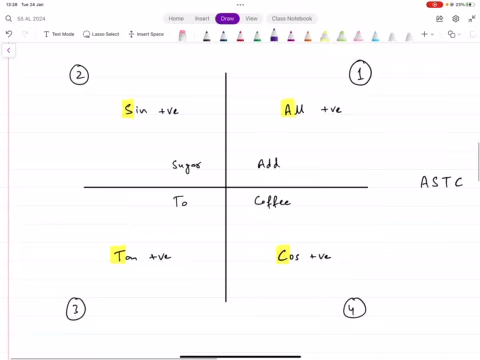 13:28 Tue 24 Jan
23%
SS AL 2024
Home Insert Draw View Class Notebook
Text Mode Lasso Select Insert Space
2 1
Sin +ve All +ve
Sugar Add
ASTC
To Coffee
Tan +ve Cos +ve
3 4